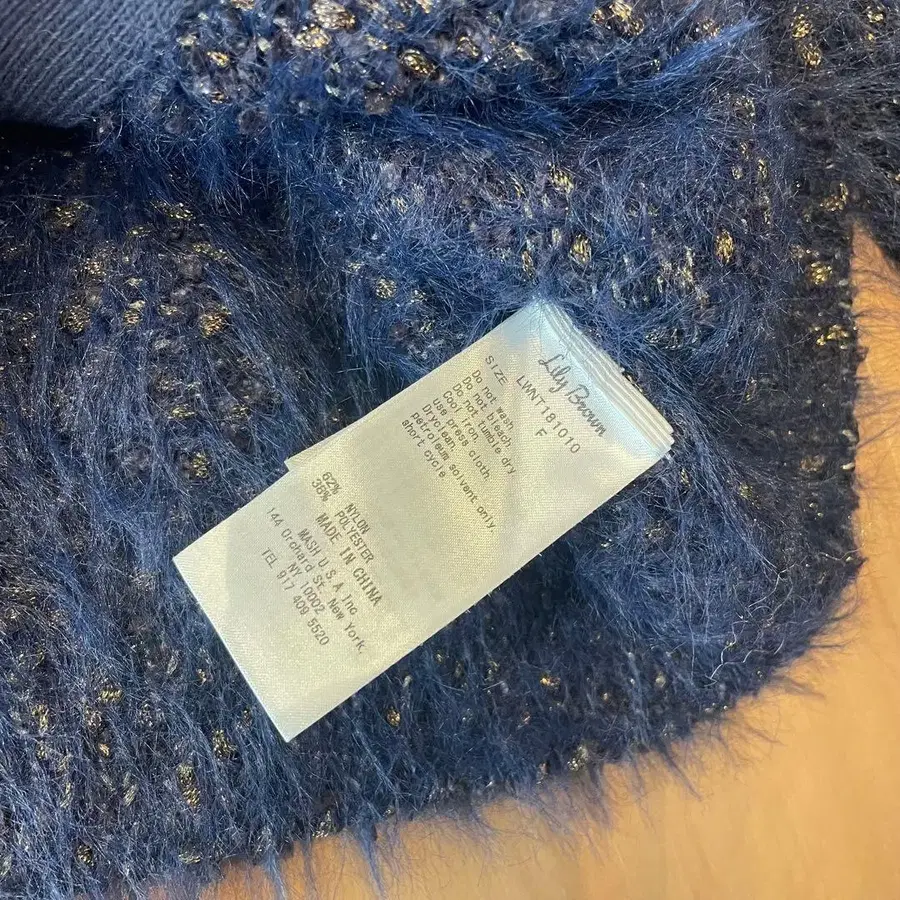 Lily Brown
LWNT181010
SIZE F
Do not wash.
Do not bleach.
Do not tumble dry
Cool iron.
use press cloth.
Dryclean,
petroleum solvent only,
short cycle
62% NYLON
38% POLYESTER
MADE IN CHINA
MASH U S A Inc
144 Orchard St. New York.
NY 10002
TEL 917 409 5520